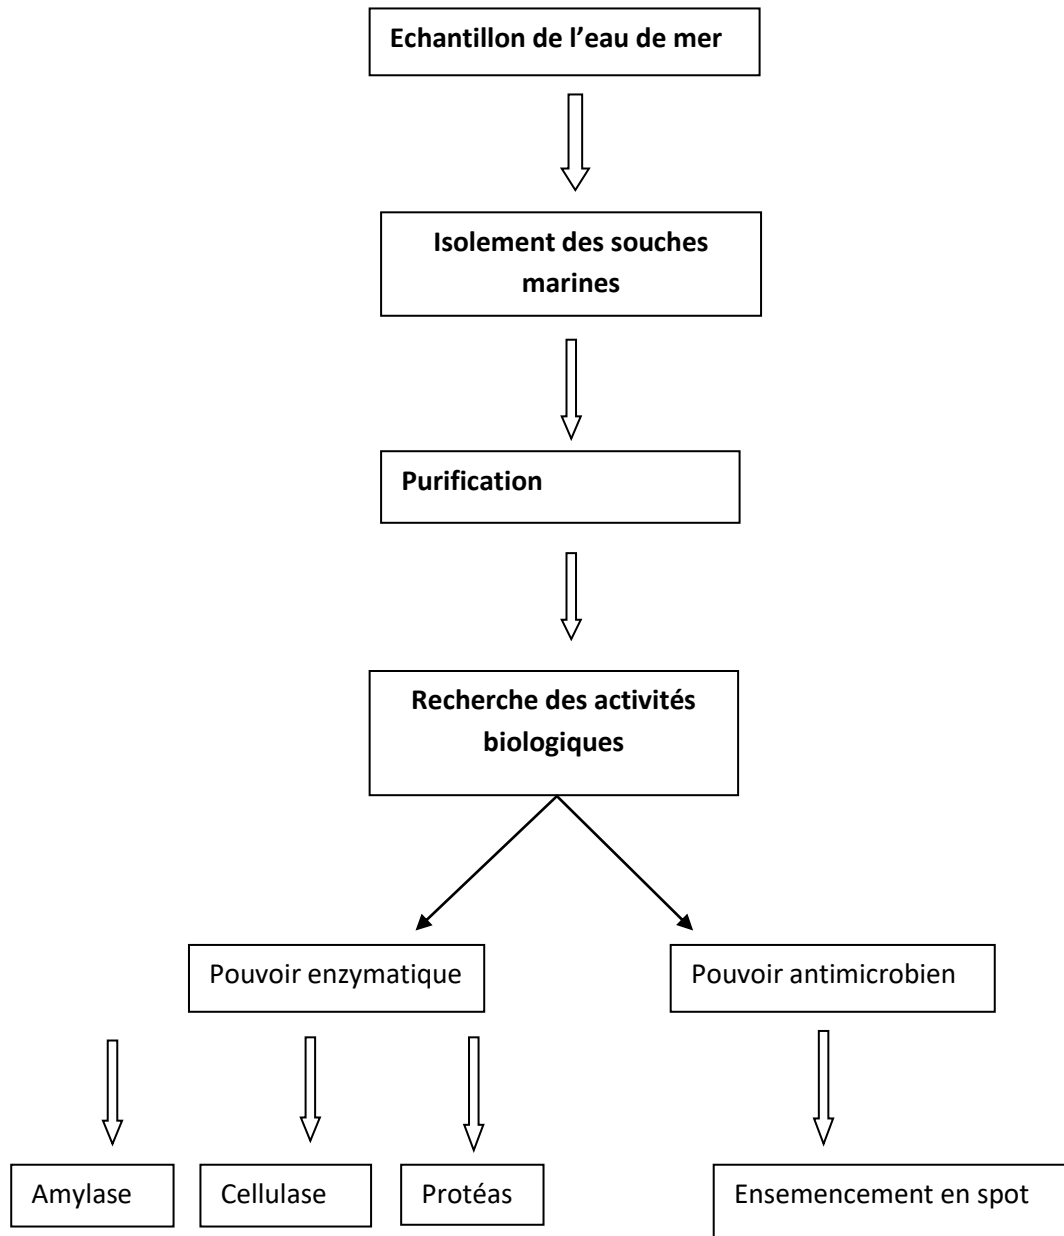 Echantillon de l’eau de mer
Isolement des souches
marines
Purification
Recherche des activités
biologiques
Pouvoir enzymatique
Pouvoir antimicrobien
Amylase
Cellulase
Protéas
Ensemencement en spot